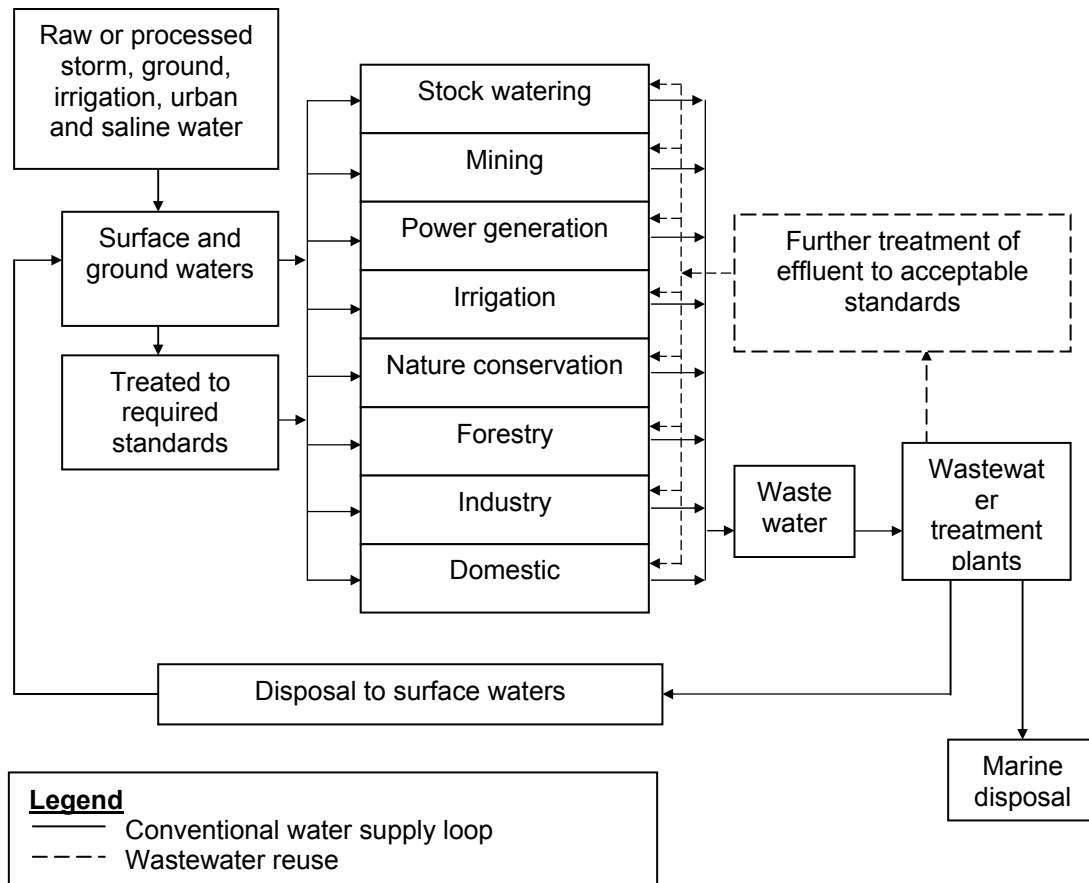 Raw or processed
storm, ground,
irrigation, urban
and saline water
Surface and
ground waters
Treated to
required
standards
Stock watering
Mining
Power generation
Irrigation
Nature conservation
Forestry
Industry
Domestic
Further treatment of
effluent to acceptable
standards
Waste
water
Wastewat
er
treatment
plants
Disposal to surface waters
Marine
disposal
Legend
Conventional water supply loop
Wastewater reuse